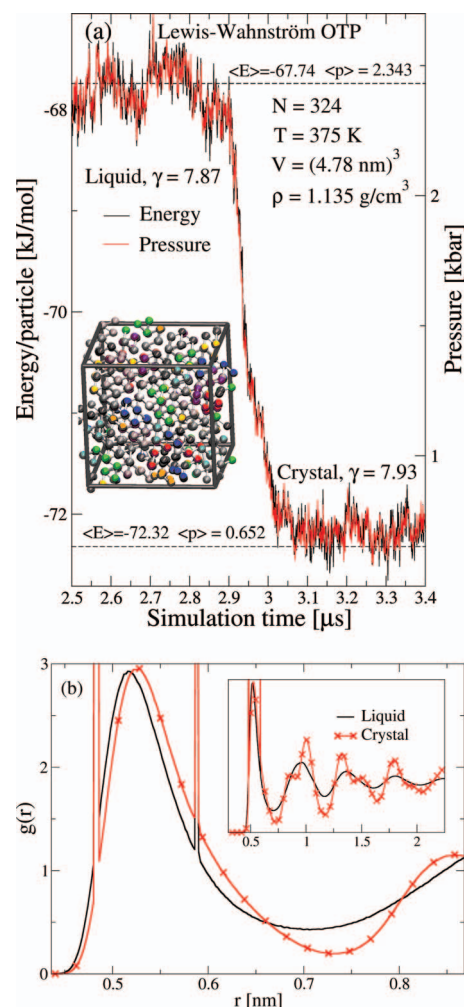 (a) Lewis-Wahnström OTP
<E>=-67.74 <p> = 2.343
N = 324
T = 375 K
V = (4.78 nm)³
ρ = 1.135 g/cm³
Liquid, γ = 7.87
Energy
Pressure
Crystal, γ = 7.93
<E>=-72.32 <p> = 0.652
Energy/particle [kJ/mol]
-68
-70
-72
Pressure [kbar]
2
1
2.5 2.6 2.7 2.8 2.9 3 3.1 3.2 3.3 3.4
Simulation time [μs]
(b)
Liquid
Crystal
0.5 1 1.5 2
g(r)
3
2
1
0
0.5 0.6 0.7 0.8
r [nm]